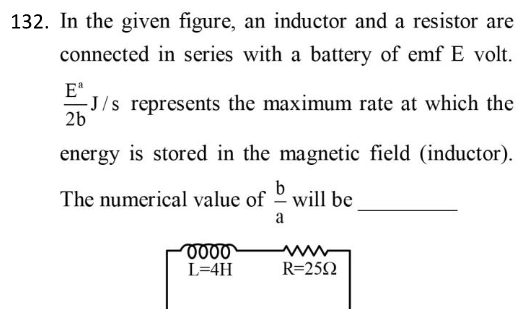 132. In the given figure, an inductor and a resistor are
connected in series with a battery of emf E volt.
E^a/2b J/s represents the maximum rate at which the
energy is stored in the magnetic field (inductor).
The numerical value of b/a will be __________
L=4H R=25Ω